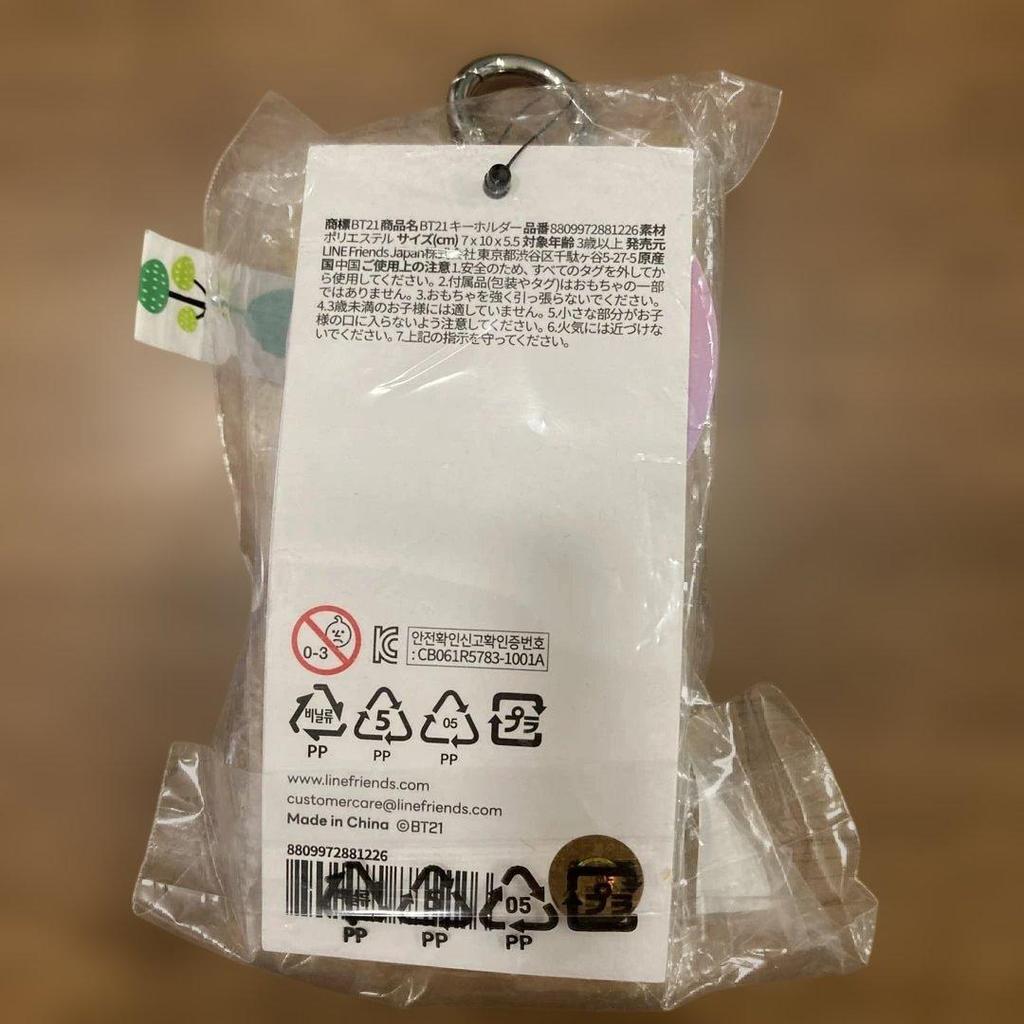 商標BT21商品名BT21キーホルダー品番8809972881226素材
ポリエステル サイズ(cm) 7 x 10 x 5.5 対象年齢 3歳以上 発売元
LINE Friends Japan株式会社東京都渋谷区千駄ヶ谷5-27-5原産
国中国ご使用上の注意1.安全のため、すべてのタグを外してか
ら使用してください。2.付属品(包装やタグ)はおもちゃの一部
ではありません。3.おもちゃを強く引っ張らないでください。
4.3歳未満のお子様には適していません。5.小さな部分がお子
様の口に入らないよう注意してください。6.火気には近づけな
いでください。7.上記の指示を守ってください。
0-3
안전확인신고확인증번호
: CB061R5783-1001A
비닐류 5 05 プラ
PP PP PP
www.linefriends.com
customercare@linefriends.com
Made in China ©BT21
8809972881226
05 プラ
PP PP PP